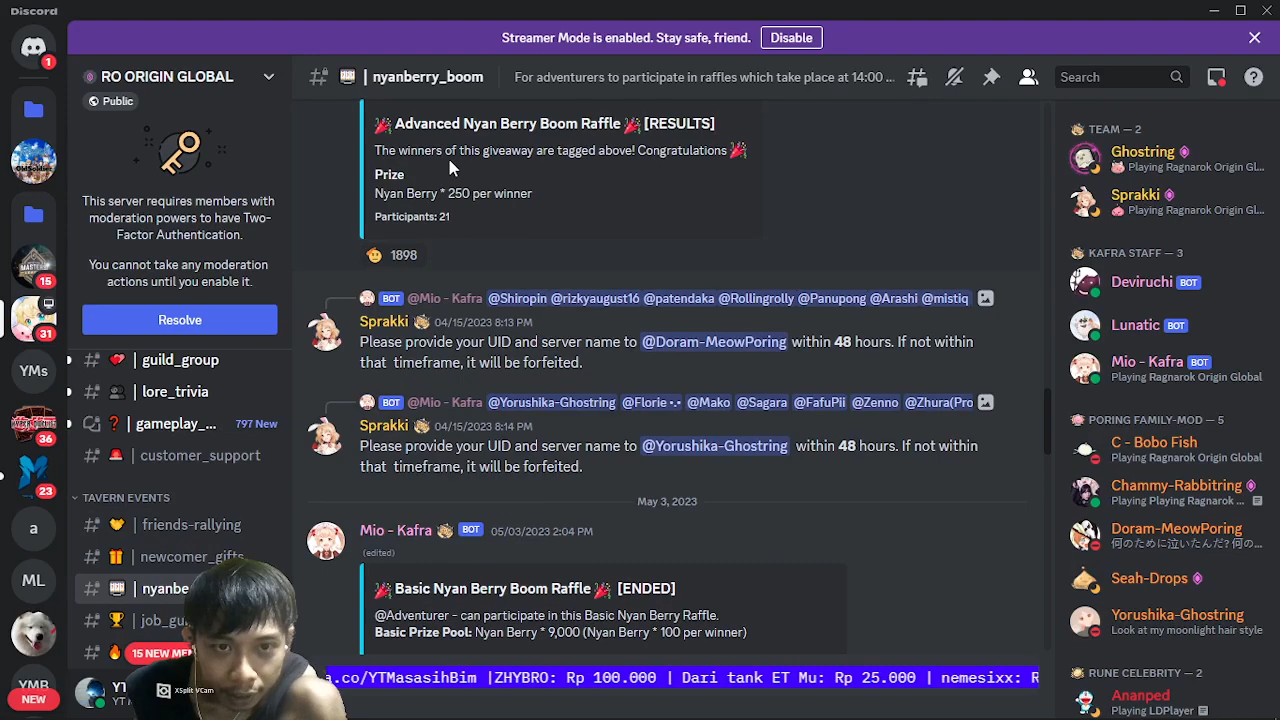 Discord
Streamer Mode is enabled. Stay safe, friend. Disable
1
RO ORIGIN GLOBAL
Public
| nyanberry_boom
For adventurers to participate in raffles which take place at 14:00 ...
Search
This server requires members with moderation powers to have Two-Factor Authentication.
You cannot take any moderation actions until you enable it.
Resolve
OldSoldier
15
31
YMs
36
23
a
ML
YMB
NEW
| guild_group
| lore_trivia
| gameplay_... 797 New
| customer_support
TAVERN EVENTS
| friends-rallying
| newcomer_gifts
| nyanbe
| job_gu
15 NEW ME
XSplit VCam
YT
YT
Advanced Nyan Berry Boom Raffle [RESULTS]
The winners of this giveaway are tagged above! Congratulations
Prize
Nyan Berry * 250 per winner
Participants: 21
1898
BOT @Mio - Kafra @Shiropin @rizkyaugust16 @patendaka @Rollingrolly @Panupong @Arashi @mistiq
Sprakki 04/15/2023 8:13 PM
Please provide your UID and server name to @Doram-MeowPoring within 48 hours. If not within
that timeframe, it will be forfeited.
BOT @Mio - Kafra @Yorushika-Ghostring @Florie •.• @Mako @Sagara @FafuPii @Zenno @Zhura(Pro
Sprakki 04/15/2023 8:14 PM
Please provide your UID and server name to @Yorushika-Ghostring within 48 hours. If not within
that timeframe, it will be forfeited.
May 3, 2023
Mio - Kafra BOT 05/03/2023 2:04 PM
(edited)
Basic Nyan Berry Boom Raffle [ENDED]
@Adventurer - can participate in this Basic Nyan Berry Raffle.
Basic Prize Pool: Nyan Berry * 9,000 (Nyan Berry * 100 per winner)
a.co/YTMasasihBim |ZHYBRO: Rp 100.000 | Dari tank ET Mu: Rp 25.000 | nemesixx: R
TEAM — 2
Ghostring
Playing Ragnarok Origin Gl...
Sprakki
Playing Ragnarok Origin Gl...
KAFRA STAFF — 3
Deviruchi BOT
Lunatic BOT
Mio - Kafra BOT
Playing Ragnarok Origin Global
PORING FAMILY-MOD — 5
C - Bobo Fish
Playing Ragnarok Origin Global
Chammy-Rabbitring
Playing Playing Ragnarok ...
Doram-MeowPoring
何のために泣いたんだ? 何の...
Seah-Drops
Yorushika-Ghostring
Look at my moonlight hair style
RUNE CELEBRITY — 2
Ananped
Playing LDPlayer